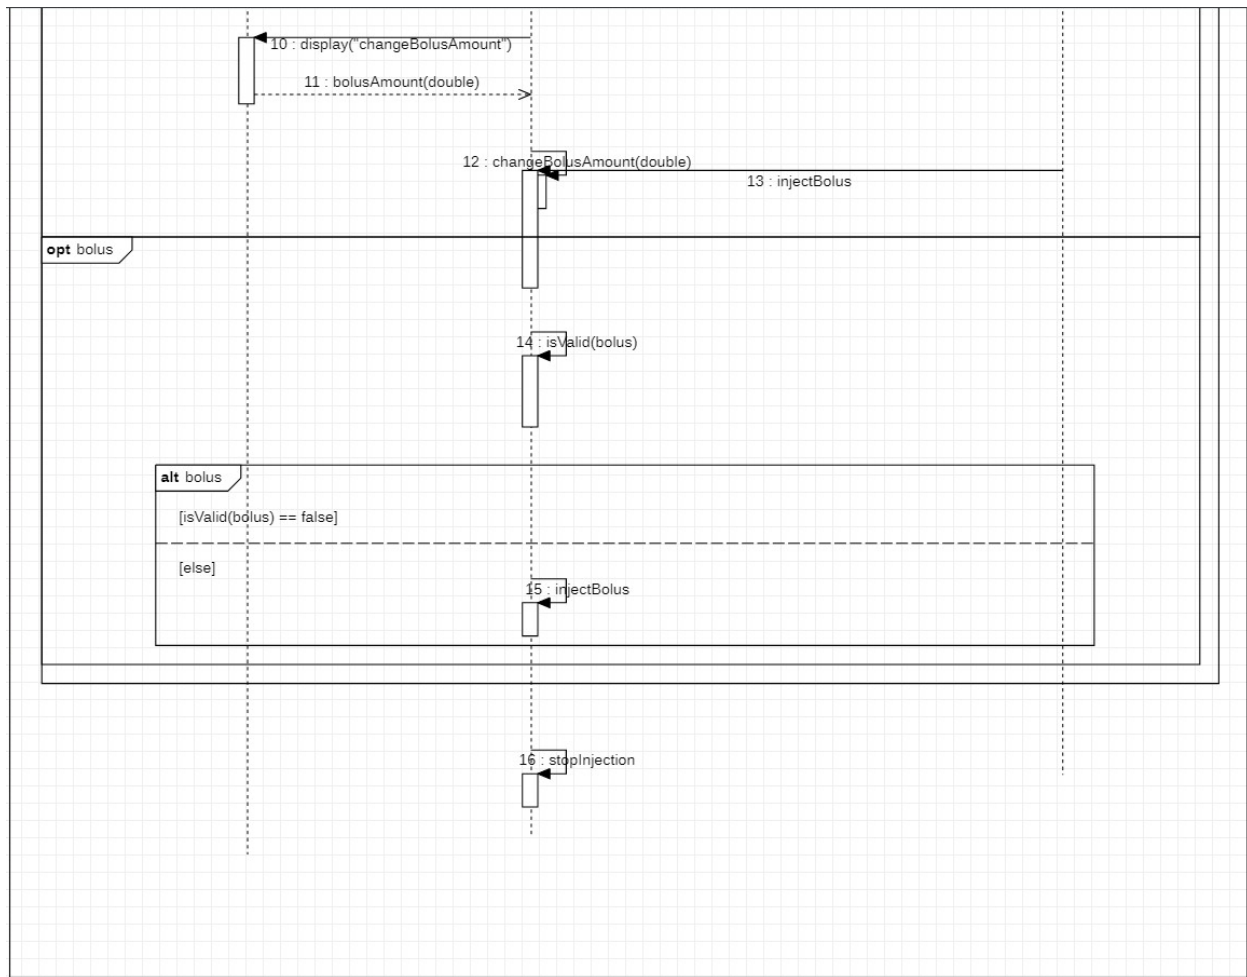 10 : display("changeBolusAmount")
11 : bolusAmount(double)
12 : changeBolusAmount(double)
13 : injectBolus
opt bolus
14 : isValid(bolus)
alt bolus
[isValid(bolus) == false]
[else]
15 : injectBolus
16 : stopInjection